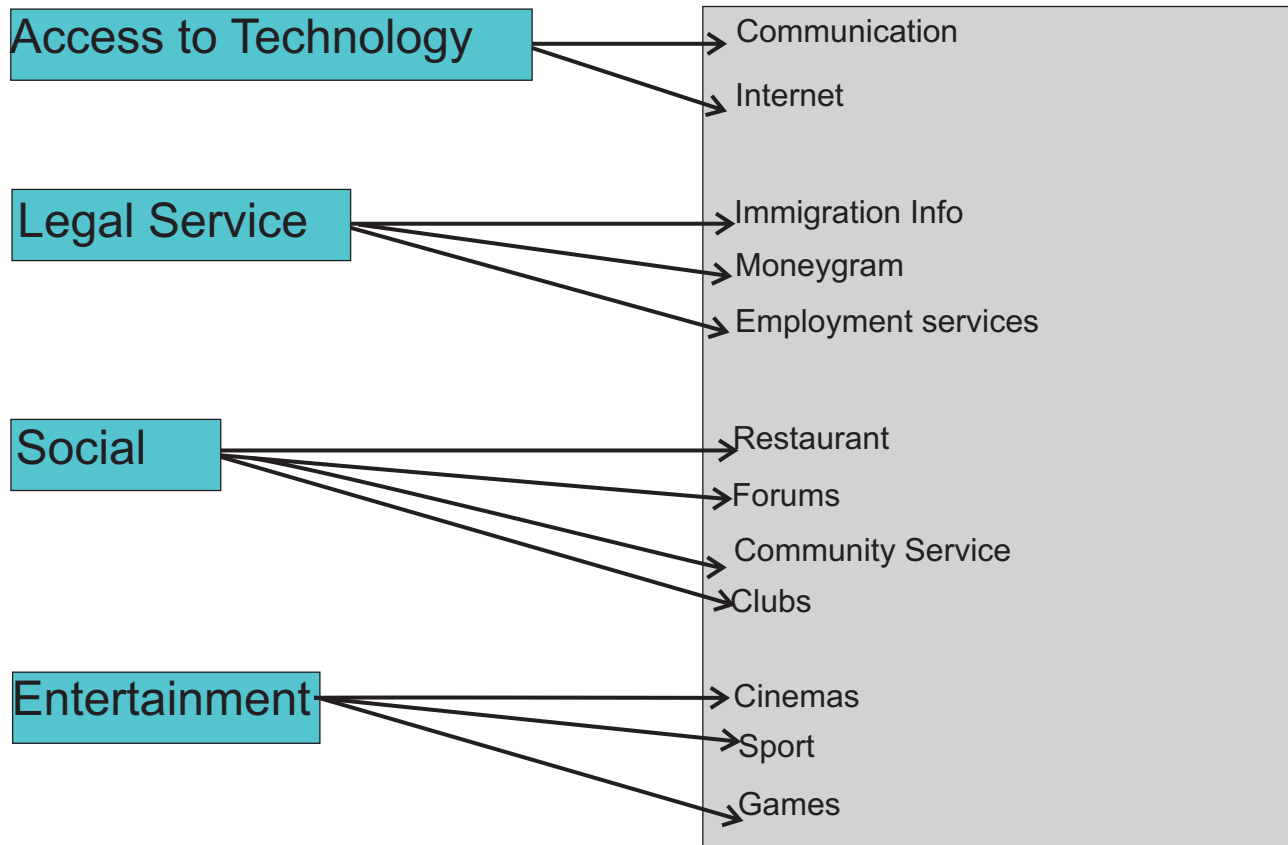 Access to Technology
Communication
Internet
Legal Service
Immigration Info
Moneygram
Employment services
Social
Restaurant
Forums
Community Service
Clubs
Entertainment
Cinemas
Sport
Games